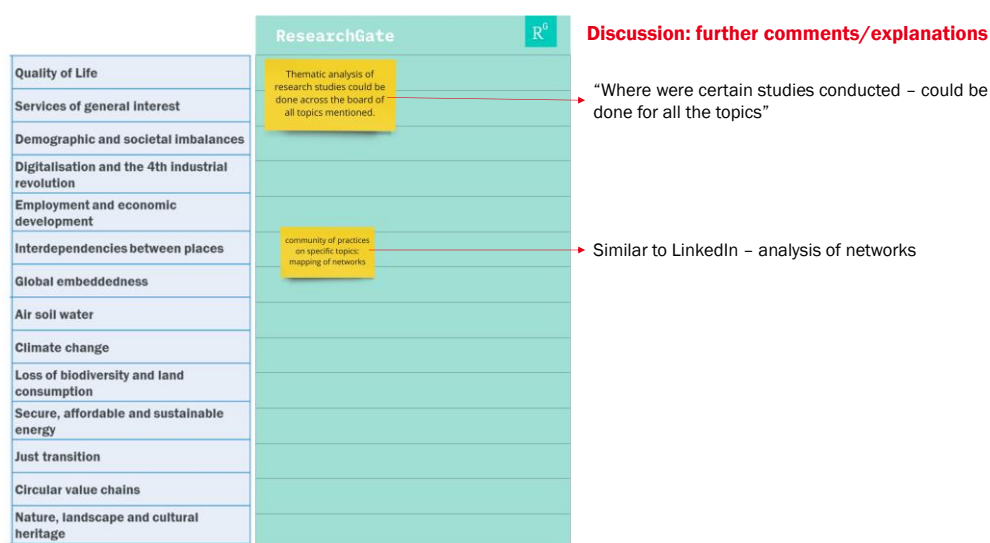 ResearchGate
R^G
Discussion: further comments/explanations
Quality of Life
Services of general interest
Demographic and societal imbalances
Digitalisation and the 4th industrial
revolution
Employment and economic
development
Interdependencies between places
Global embeddedness
Air soil water
Climate change
Loss of biodiversity and land
consumption
Secure, affordable and sustainable
energy
Just transition
Circular value chains
Nature, landscape and cultural
heritage
Thematic analysis of
research studies could be
done across the board of
all topics mentioned.
community of practices
on specific topics:
mapping of networks
“Where were certain studies conducted – could be
done for all the topics”
Similar to LinkedIn – analysis of networks